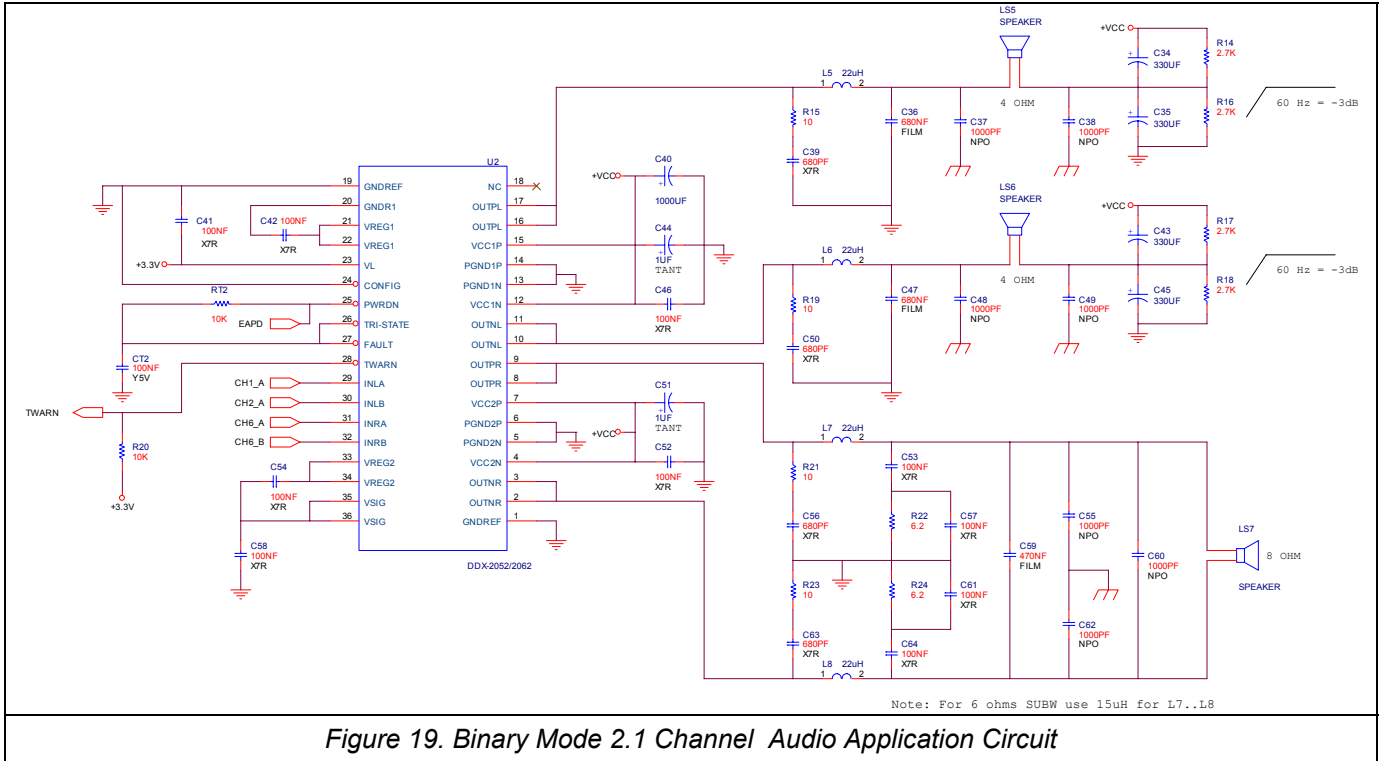 LS5
SPEAKER
4 OHM
+VCC
C34
330UF
R14
2.7K
C35
330UF
R16
2.7K
60 Hz = -3dB
L5 22uH
1 2
R15
10
C39
680PF
X7R
C36
680NF
FILM
C37
1000PF
NPO
C38
1000PF
NPO
LS6
SPEAKER
4 OHM
+VCC
C43
330UF
R17
2.7K
C45
330UF
R18
2.7K
60 Hz = -3dB
L6 22uH
1 2
R19
10
C50
680PF
X7R
C47
680NF
FILM
C48
1000PF
NPO
C49
1000PF
NPO
U2
19 GNDREF
20 GNDR1
21 VREG1
22 VREG1
23 VL
24 CONFIG
25 PWRDN
26 TRI-STATE
27 FAULT
28 TWARN
29 INLA
30 INLB
31 INRA
32 INRB
33 VREG2
34 VREG2
35 VSIG
36 VSIG
NC 18
OUTPL 17
OUTPL 16
VCC1P 15
PGND1P 14
PGND1N 13
VCC1N 12
OUTNL 11
OUTNL 10
OUTPR 9
OUTPR 8
VCC2P 7
PGND2P 6
PGND2N 5
VCC2N 4
OUTNR 3
OUTNR 2
GNDREF 1
DDX-2052/2062
C41
100NF
X7R
C42 100NF
X7R
+3.3V
RT2
10K
EAPD
CT2
100NF
Y5V
TWARN
R20
10K
+3.3V
CH1_A
CH2_A
CH6_A
CH6_B
C54
100NF
X7R
C58
100NF
X7R
+VCC
C40
1000UF
C44
1UF
TANT
C46
100NF
X7R
+VCC
C51
1UF
TANT
C52
100NF
X7R
L7 22uH
1 2
R21
10
C56
680PF
X7R
R23
10
C63
680PF
X7R
C53
100NF
X7R
R22
6.2
C57
100NF
X7R
R24
6.2
C61
100NF
X7R
C64
100NF
X7R
L8 22uH
1 2
C59
470NF
FILM
C55
1000PF
NPO
C62
1000PF
NPO
C60
1000PF
NPO
LS7
8 OHM
SPEAKER
Note: For 6 ohms SUBW use 15uH for L7..L8
Figure 19. Binary Mode 2.1 Channel Audio Application Circuit